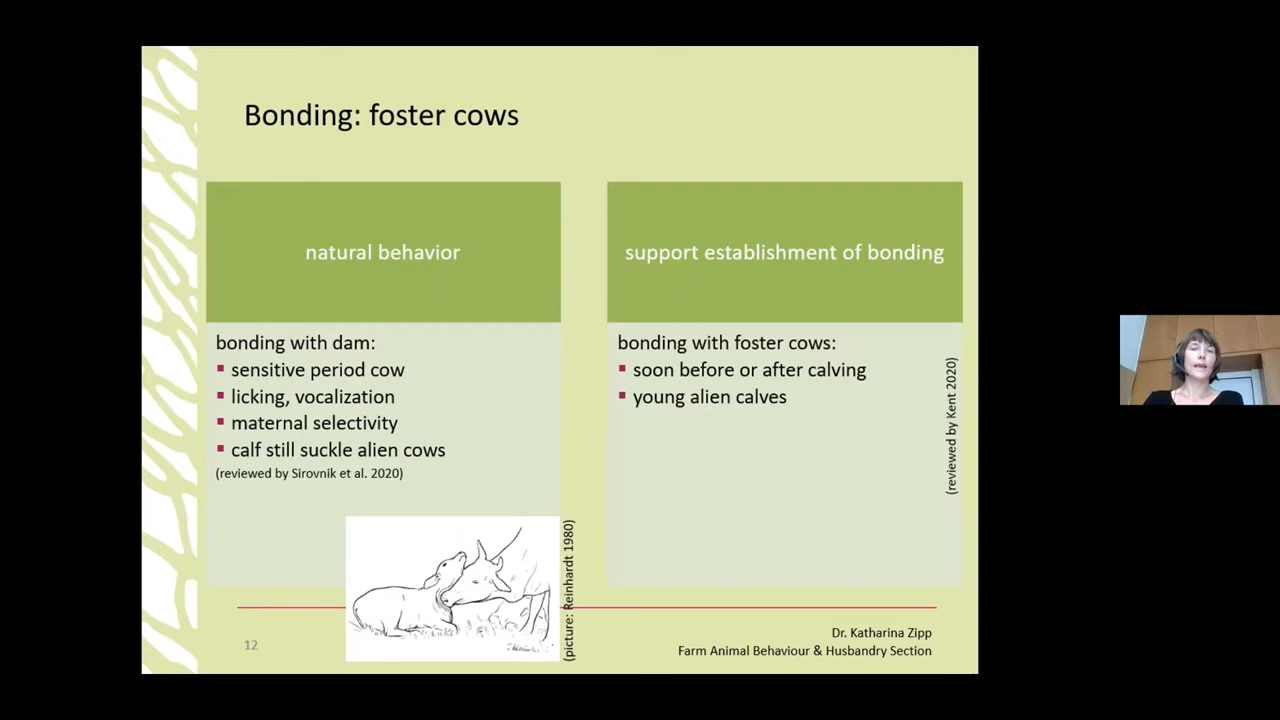 Bonding: foster cows
natural behavior
bonding with dam:
▪ sensitive period cow
▪ licking, vocalization
▪ maternal selectivity
▪ calf still suckle alien cows
(reviewed by Sirovnik et al. 2020)
(picture: Reinhardt 1980)
support establishment of bonding
bonding with foster cows:
▪ soon before or after calving
▪ young alien calves
(reviewed by Kent 2020)
12
Dr. Katharina Zipp
Farm Animal Behaviour & Husbandry Section